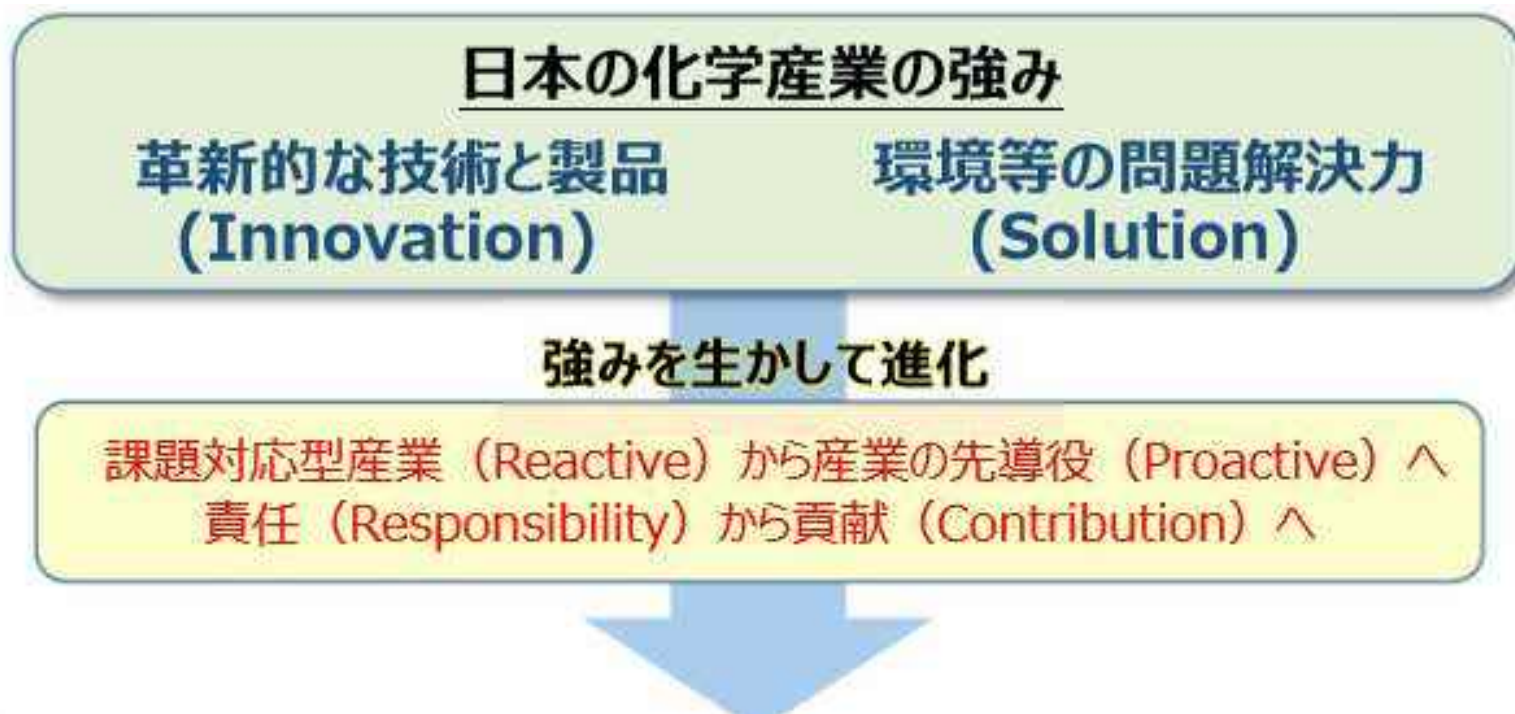 日本の化学産業の強み
革新的な技術と製品
(Innovation)
環境等の問題解決力
(Solution)
強みを生かして進化
課題対応型産業（Reactive）から産業の先導役（Proactive）へ
責任（Responsibility）から貢献（Contribution）へ